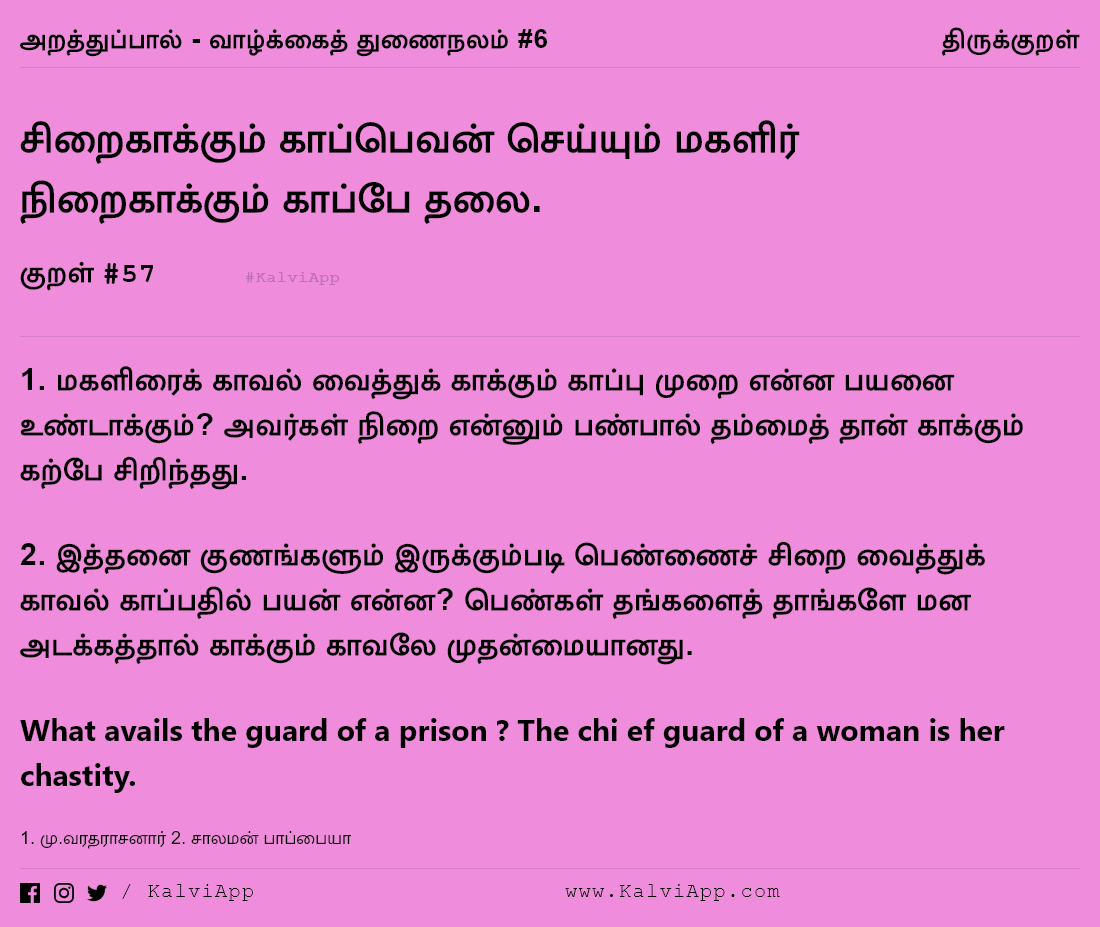 அறத்துப்பால் - வாழ்க்கைத் துணைநலம் #6 திருக்குறள்
சிறைகாக்கும் காப்பெவன் செய்யும் மகளிர்
நிறைகாக்கும் காப்பே தலை.
குறள் #57 #KalviApp
1. மகளிரைக் காவல் வைத்துக் காக்கும் காப்பு முறை என்ன பயனை
உண்டாக்கும்? அவர்கள் நிறை என்னும் பண்பால் தம்மைத் தான் காக்கும்
கற்பே சிறிந்தது.
2. இத்தனை குணங்களும் இருக்கும்படி பெண்ணைச் சிறை வைத்துக்
காவல் காப்பதில் பயன் என்ன? பெண்கள் தங்களைத் தாங்களே மன
அடக்கத்தால் காக்கும் காவலே முதன்மையானது.
What avails the guard of a prison ? The chi ef guard of a woman is her
chastity.
1. மு.வரதராசனார் 2. சாலமன் பாப்பையா
/ KalviApp www.KalviApp.com